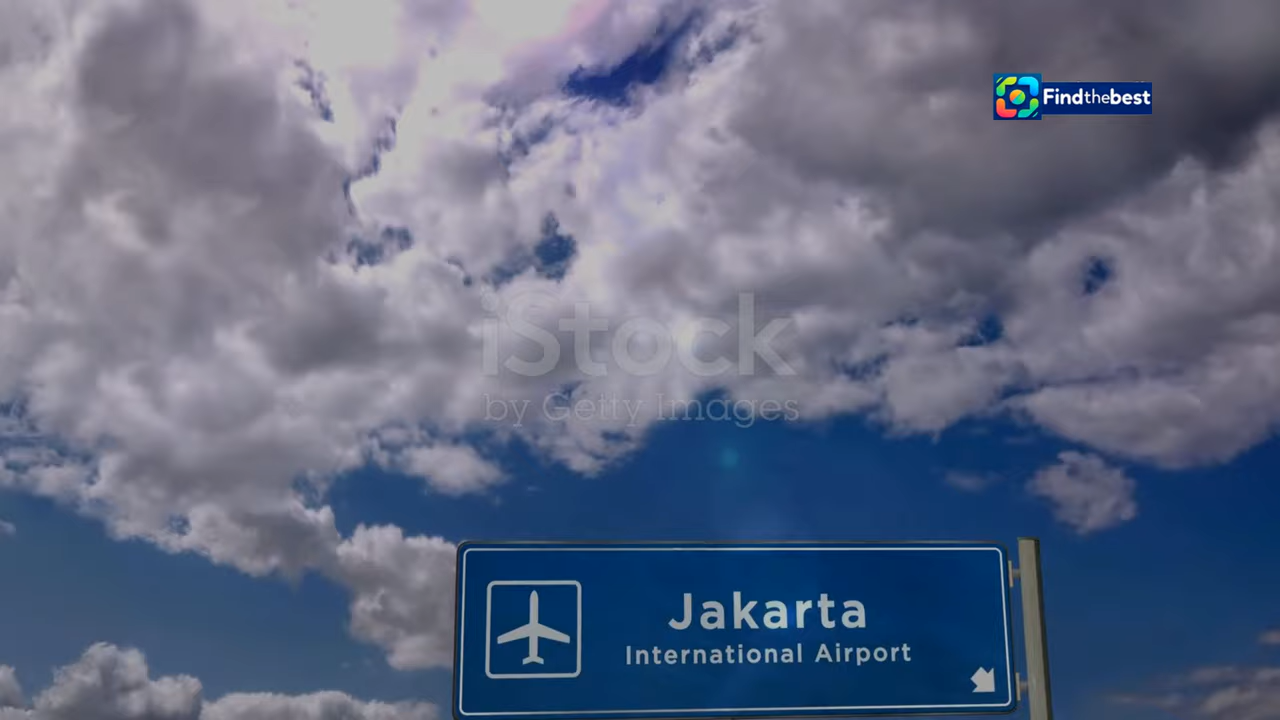 Findthebest
iStock
by Getty Images
Jakarta
International Airport